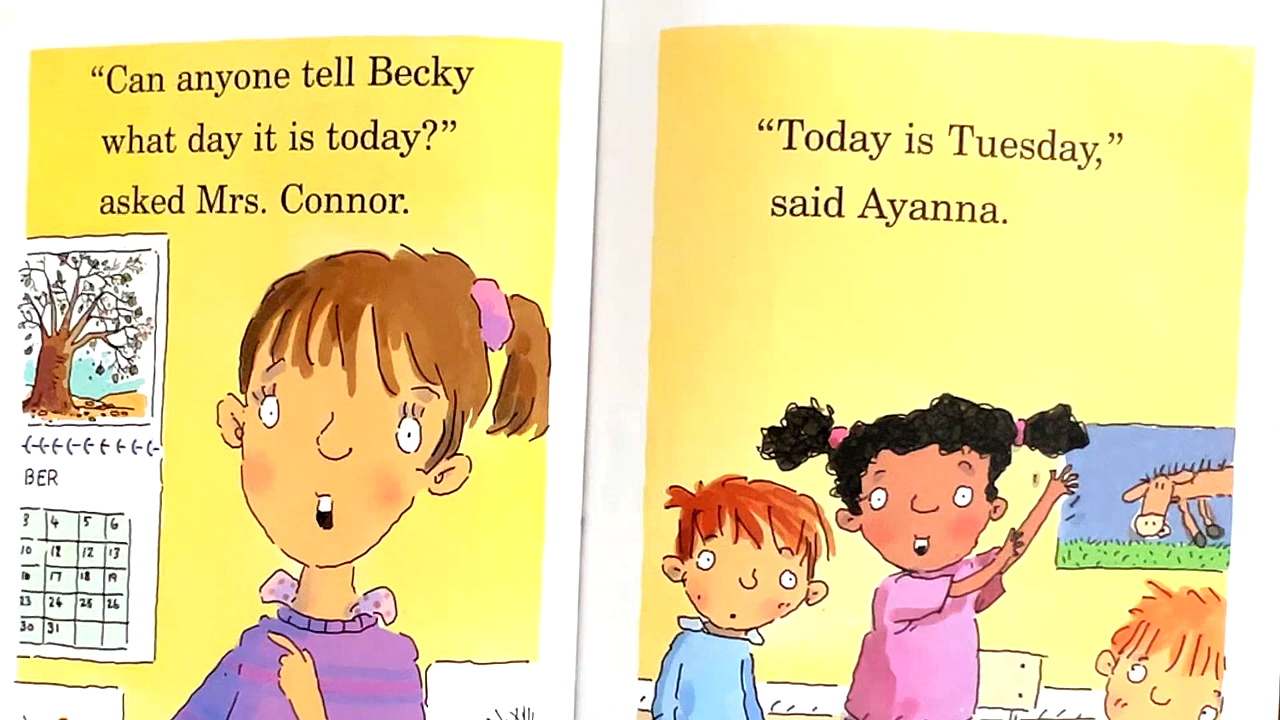 “Can anyone tell Becky
what day it is today?”
asked Mrs. Connor.
BER
3 4 5 6
10 12 12 13
17 18 19
23 24 25 26
30 31
“Today is Tuesday,”
said Ayanna.